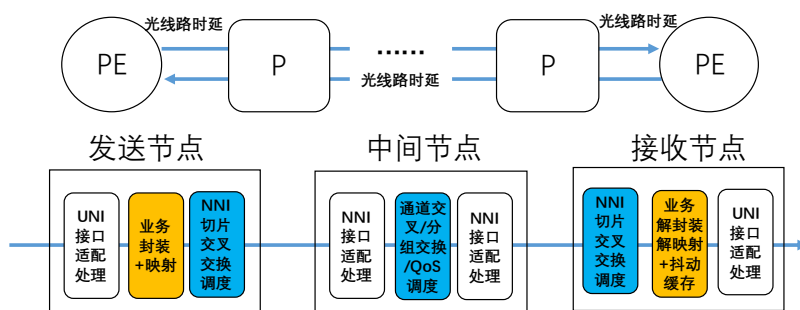 光线路时延
光线路时延
PE
P
……
P
PE
光线路时延
发送节点
中间节点
接收节点
UNI
接口
适配
处理
业务
封装
+映射
NNI
切片
交叉
交换
调度
NNI
接口
适配
处理
通道交
叉/分
组交换
/QoS
调度
NNI
接口
适配
处理
NNI
切片
交叉
交换
调度
业务
解封装
解映射
+抖动
缓存
UNI
接口
适配
处理